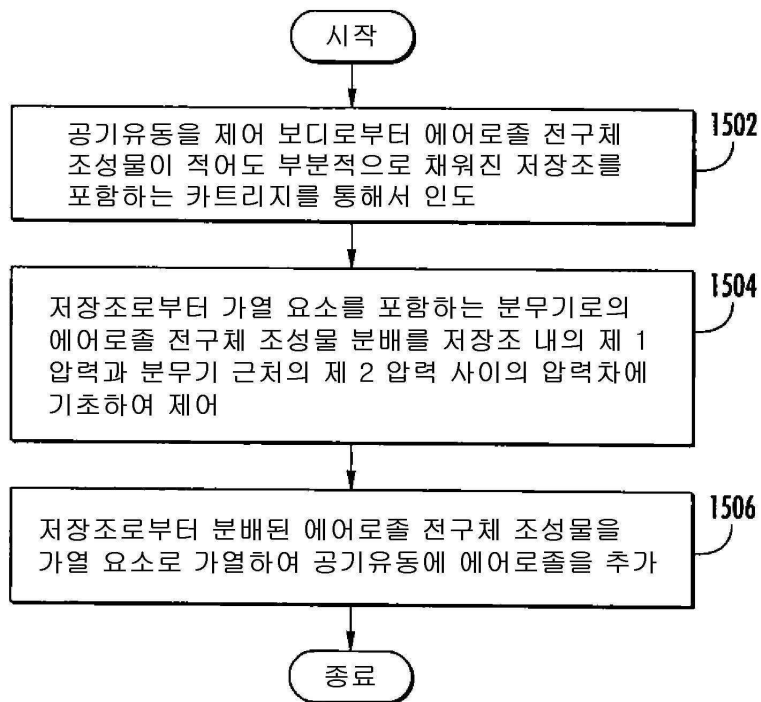 시작
공기유동을 제어 보디로부터 에어로졸 전구체
조성물이 적어도 부분적으로 채워진 저장조를
포함하는 카트리지를 통해서 인도
1502
저장조로부터 가열 요소를 포함하는 분무기로의
에어로졸 전구체 조성물 분배를 저장조 내의 제 1
압력과 분무기 근처의 제 2 압력 사이의 압력차에
기초하여 제어
1504
저장조로부터 분배된 에어로졸 전구체 조성물을
가열 요소로 가열하여 공기유동에 에어로졸을 추가
1506
종료